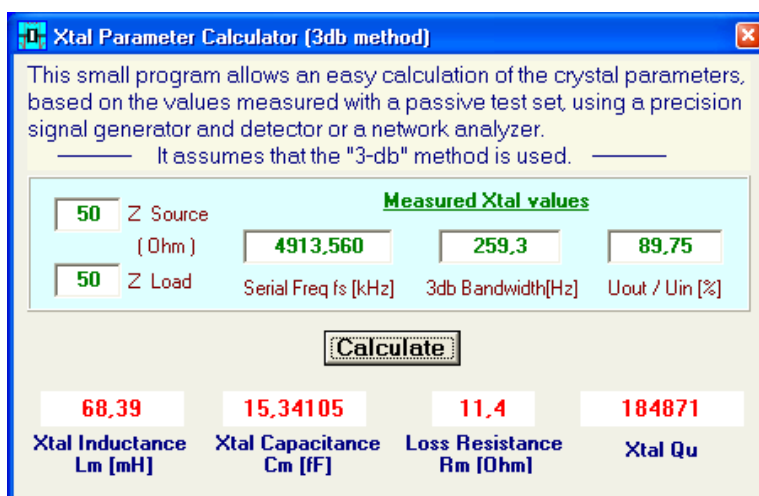 Xtal Parameter Calculator (3db method)
This small program allows an easy calculation of the crystal parameters,
based on the values measured with a passive test set, using a precision
signal generator and detector or a network analyzer.
It assumes that the "3-db" method is used.
Measured Xtal values
50 Z Source
(Ohm) 4913,560 259,3 89,75
50 Z Load Serial Freq fs [kHz] 3db Bandwidth[Hz] Uout / Uin [%]
Calculate
68,39 15,34105 11,4 184871
Xtal Inductance Xtal Capacitance Loss Resistance Xtal Qu
Lm [mH] Cm [fF] Rm [Ohm]